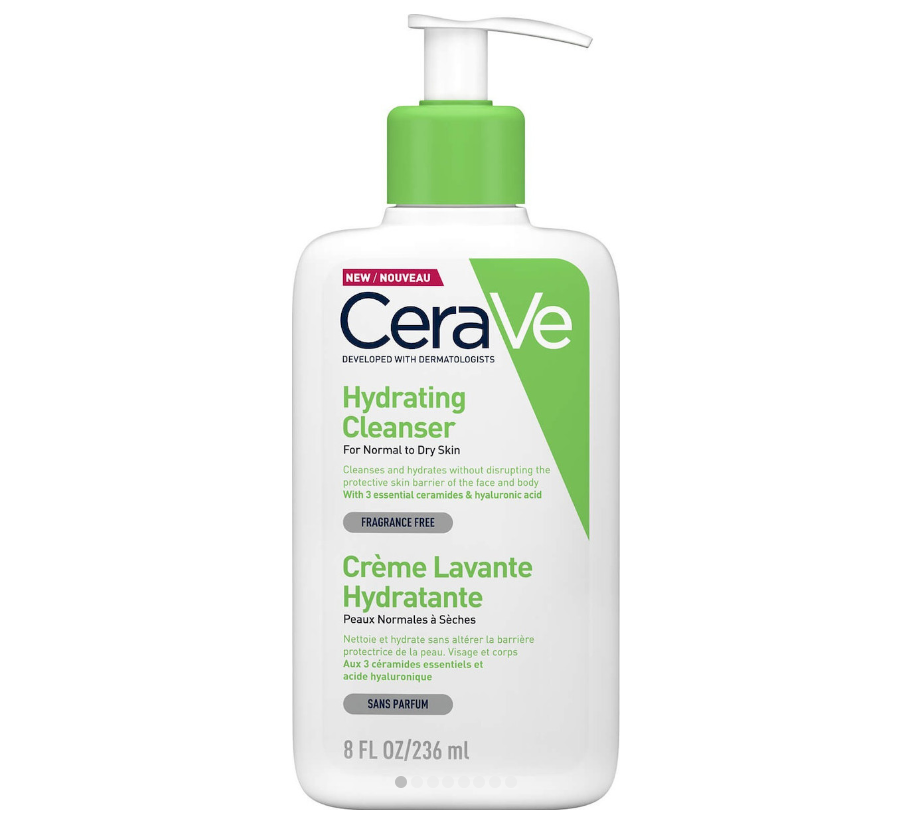 NEW / NOUVEAU
CeraVe
DEVELOPED WITH DERMATOLOGISTS
Hydrating
Cleanser
For Normal to Dry Skin
Cleanses and hydrates without disrupting the
protective skin barrier of the face and body
With 3 essential ceramides & hyaluronic acid
FRAGRANCE FREE
Crème Lavante
Hydratante
Peaux Normales à Sèches
Nettoie et hydrate sans altérer la barrière
protectrice de la peau. Visage et corps
Aux 3 céramides essentiels et
acide hyaluronique
SANS PARFUM
8 FL OZ/236 ml